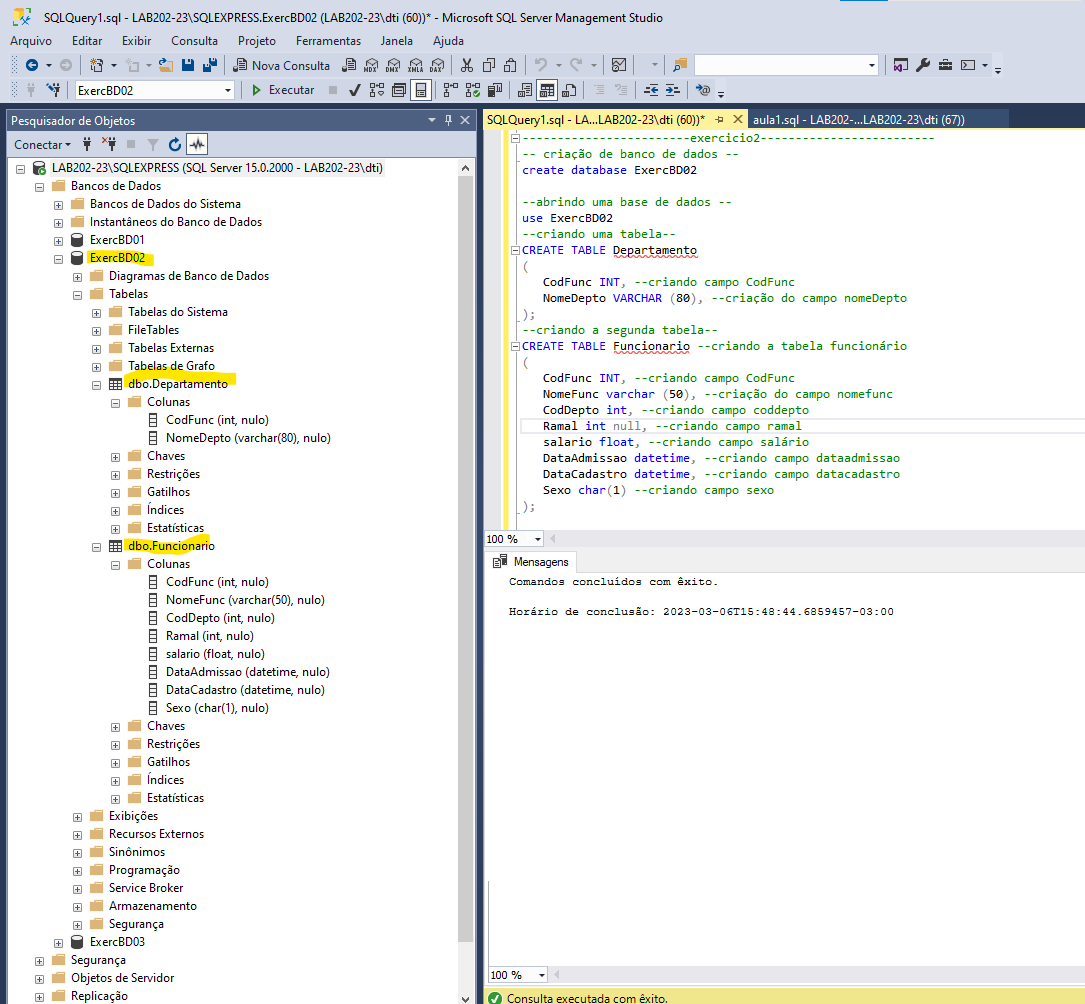 SQLQuery1.sql - LAB202-23\SQLEXPRESS.ExercBD02 (LAB202-23\dti (60))* - Microsoft SQL Server Management Studio
Arquivo Editar Exibir Consulta Projeto Ferramentas Janela Ajuda
Nova Consulta MDX DMX XMLA DAX
ExercBD02 Executar
Pesquisador de Objetos
Conectar
LAB202-23\SQLEXPRESS (SQL Server 15.0.2000 - LAB202-23\dti)
Bancos de Dados
Bancos de Dados do Sistema
Instantâneos do Banco de Dados
ExercBD01
ExercBD02
Diagramas de Banco de Dados
Tabelas
Tabelas do Sistema
FileTables
Tabelas Externas
Tabelas de Grafo
dbo.Departamento
Colunas
CodFunc (int, nulo)
NomeDepto (varchar(80), nulo)
Chaves
Restrições
Gatilhos
Índices
Estatísticas
dbo.Funcionario
Colunas
CodFunc (int, nulo)
NomeFunc (varchar(50), nulo)
CodDepto (int, nulo)
Ramal (int, nulo)
salario (float, nulo)
DataAdmissao (datetime, nulo)
DataCadastro (datetime, nulo)
Sexo (char(1), nulo)
Chaves
Restrições
Gatilhos
Índices
Estatísticas
Exibições
Recursos Externos
Sinônimos
Programação
Service Broker
Armazenamento
Segurança
ExercBD03
Segurança
Objetos de Servidor
Replicação
SQLQuery1.sql - LA...LAB202-23\dti (60))* aula1.sql - LAB202-...LAB202-23\dti (67))
------------------------exercicio2-------------------------
-- criação de banco de dados --
create database ExercBD02
--abrindo uma base de dados --
use ExercBD02
--criando uma tabela--
CREATE TABLE Departamento
(
CodFunc INT, --criando campo CodFunc
NomeDepto VARCHAR (80), --criação do campo nomeDepto
);
--criando a segunda tabela--
CREATE TABLE Funcionario --criando a tabela funcionário
(
CodFunc INT, --criando campo CodFunc
NomeFunc varchar (50), --criação do campo nomefunc
CodDepto int, --criando campo coddepto
Ramal int null, --criando campo ramal
salario float, --criando campo salário
DataAdmissao datetime, --criando campo dataadmissao
DataCadastro datetime, --criando campo datacadastro
Sexo char(1) --criando campo sexo
);
100 %
Mensagens
Comandos concluídos com êxito.
Horário de conclusão: 2023-03-06T15:48:44.6859457-03:00
100 %
Consulta executada com êxito.